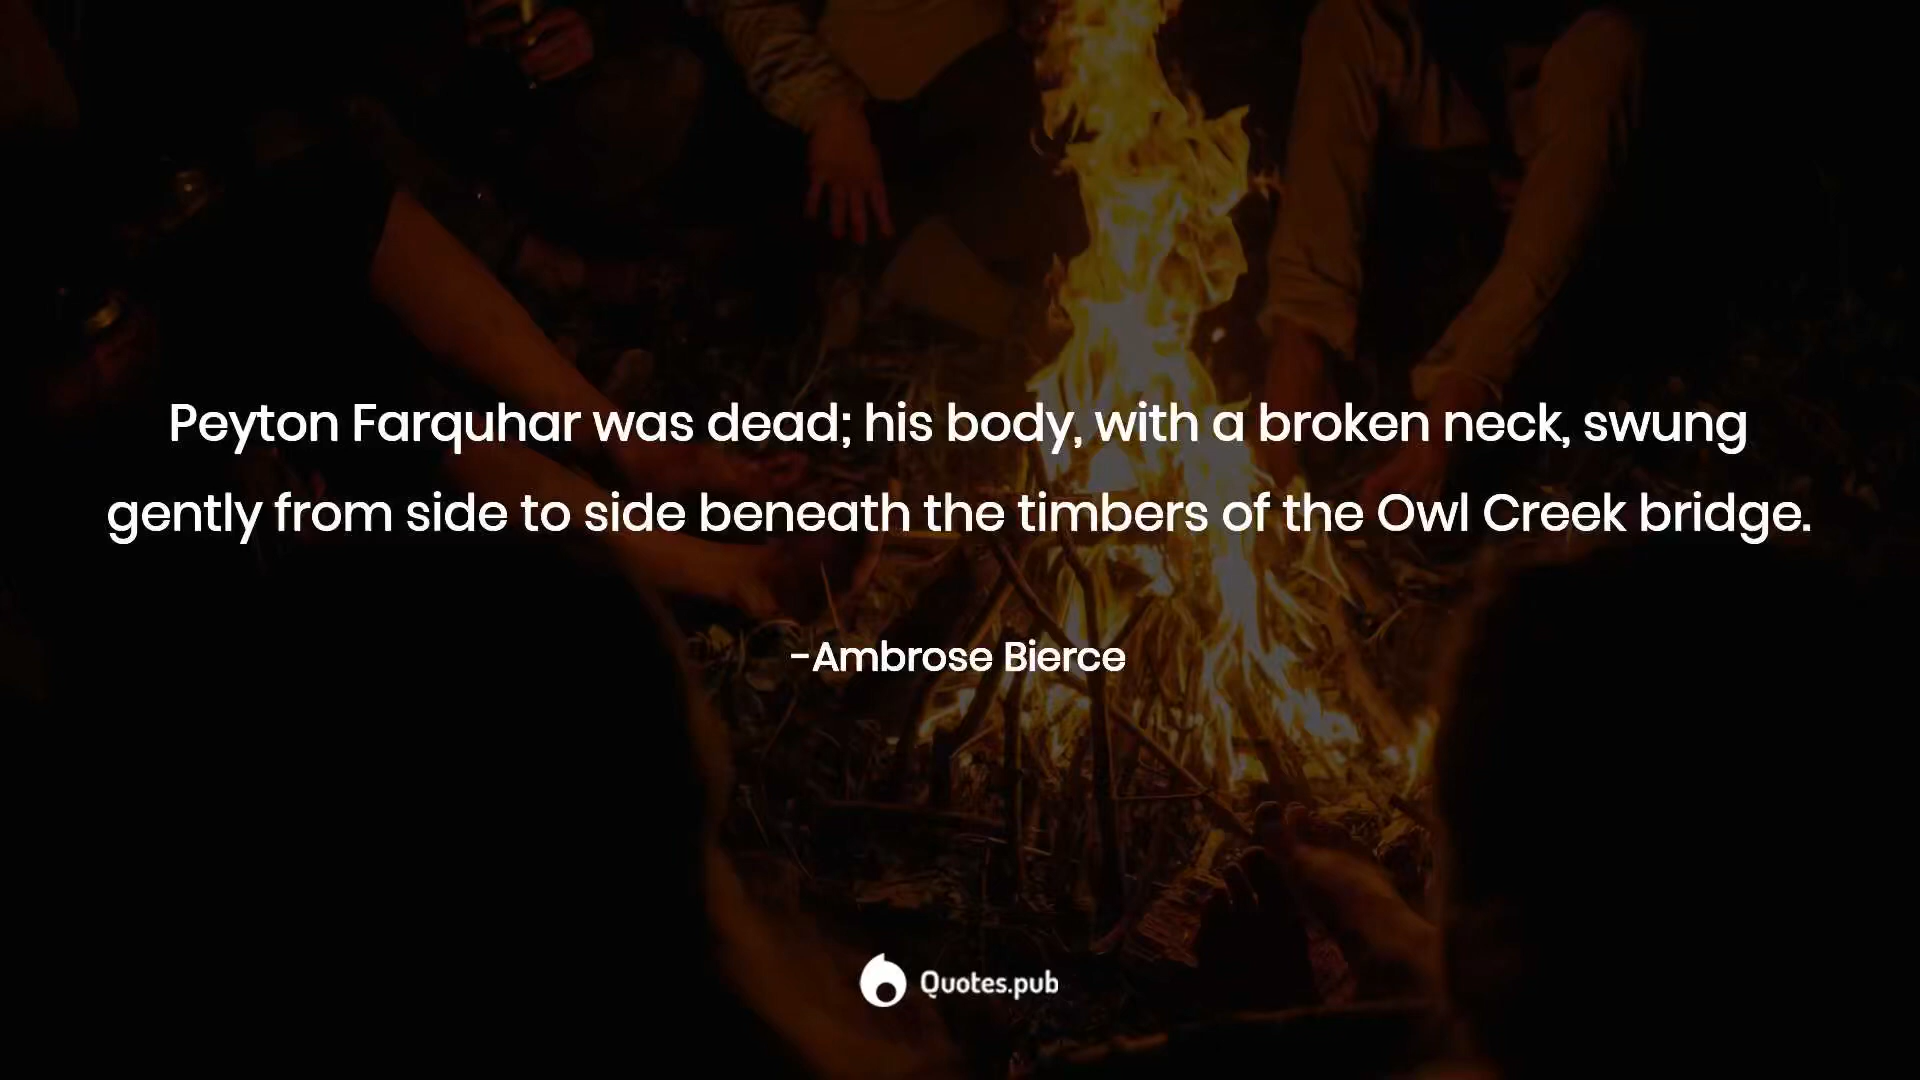 Peyton Farquhar was dead; his body, with a broken neck, swung
gently from side to side beneath the timbers of the Owl Creek bridge.
-Ambrose Bierce
Quotes.pub